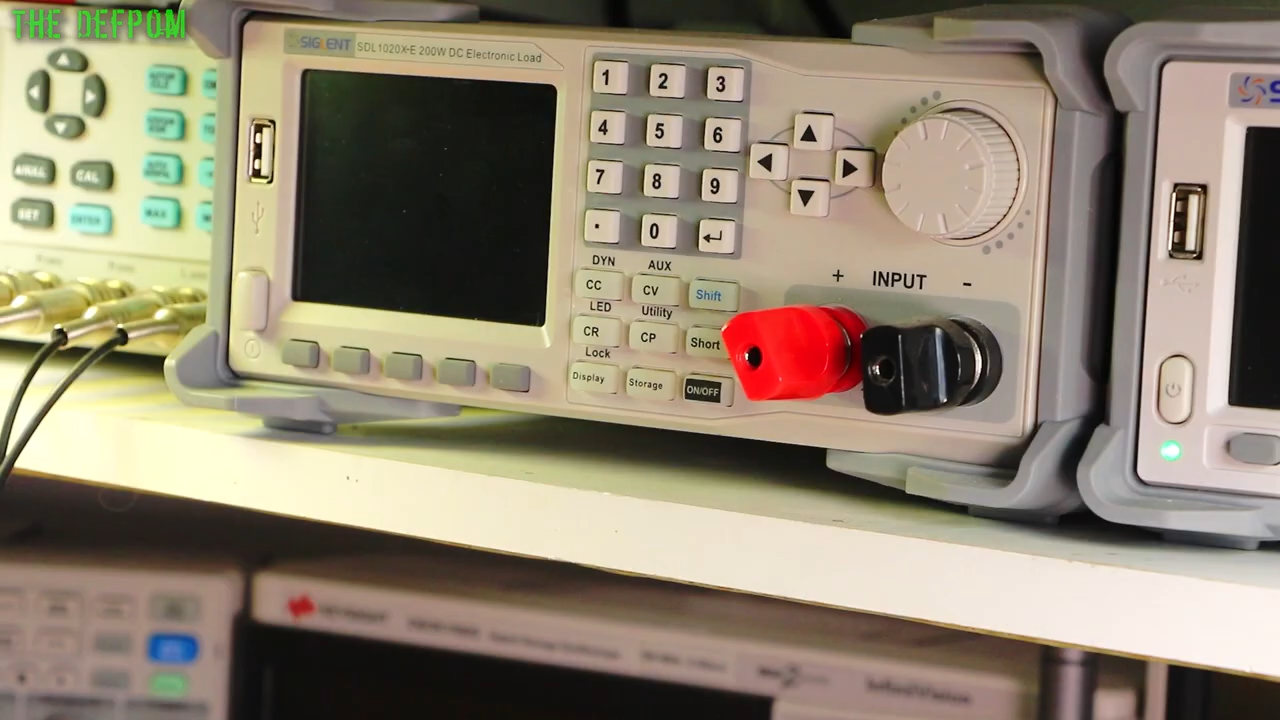 THE DEFPOM
SIGLENT SDL1020X-E 200W DC Electronic Load
1 2 3
4 5 6
7 8 9
. 0
DYN AUX
CC CV Shift
LED Utility
CR CP Short
Lock
Display Storage ON/OFF
+ INPUT -
CAL
SET ENTER
MAX
KEYSIGHT
InfiniiVision